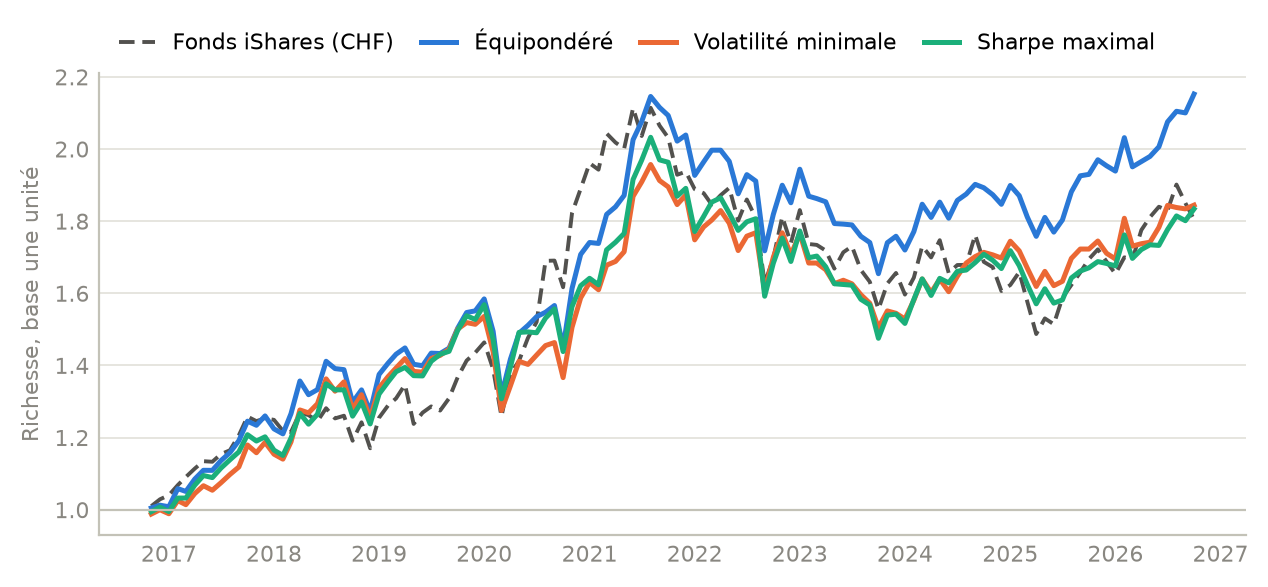 Fonds iShares (CHF) Équipondéré Volatilité minimale Sharpe maximal
Richesse, base une unité
2.2
2.0
1.8
1.6
1.4
1.2
1.0
2017 2018 2019 2020 2021 2022 2023 2024 2025 2026 2027